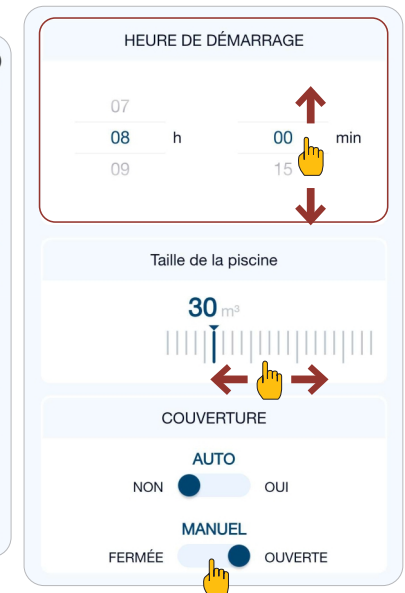 HEURE DE DÉMARRAGE
07
08 h 00 min
09 15
Taille de la piscine
30 m³
COUVERTURE
AUTO
NON OUI
MANUEL
FERMÉE OUVERTE